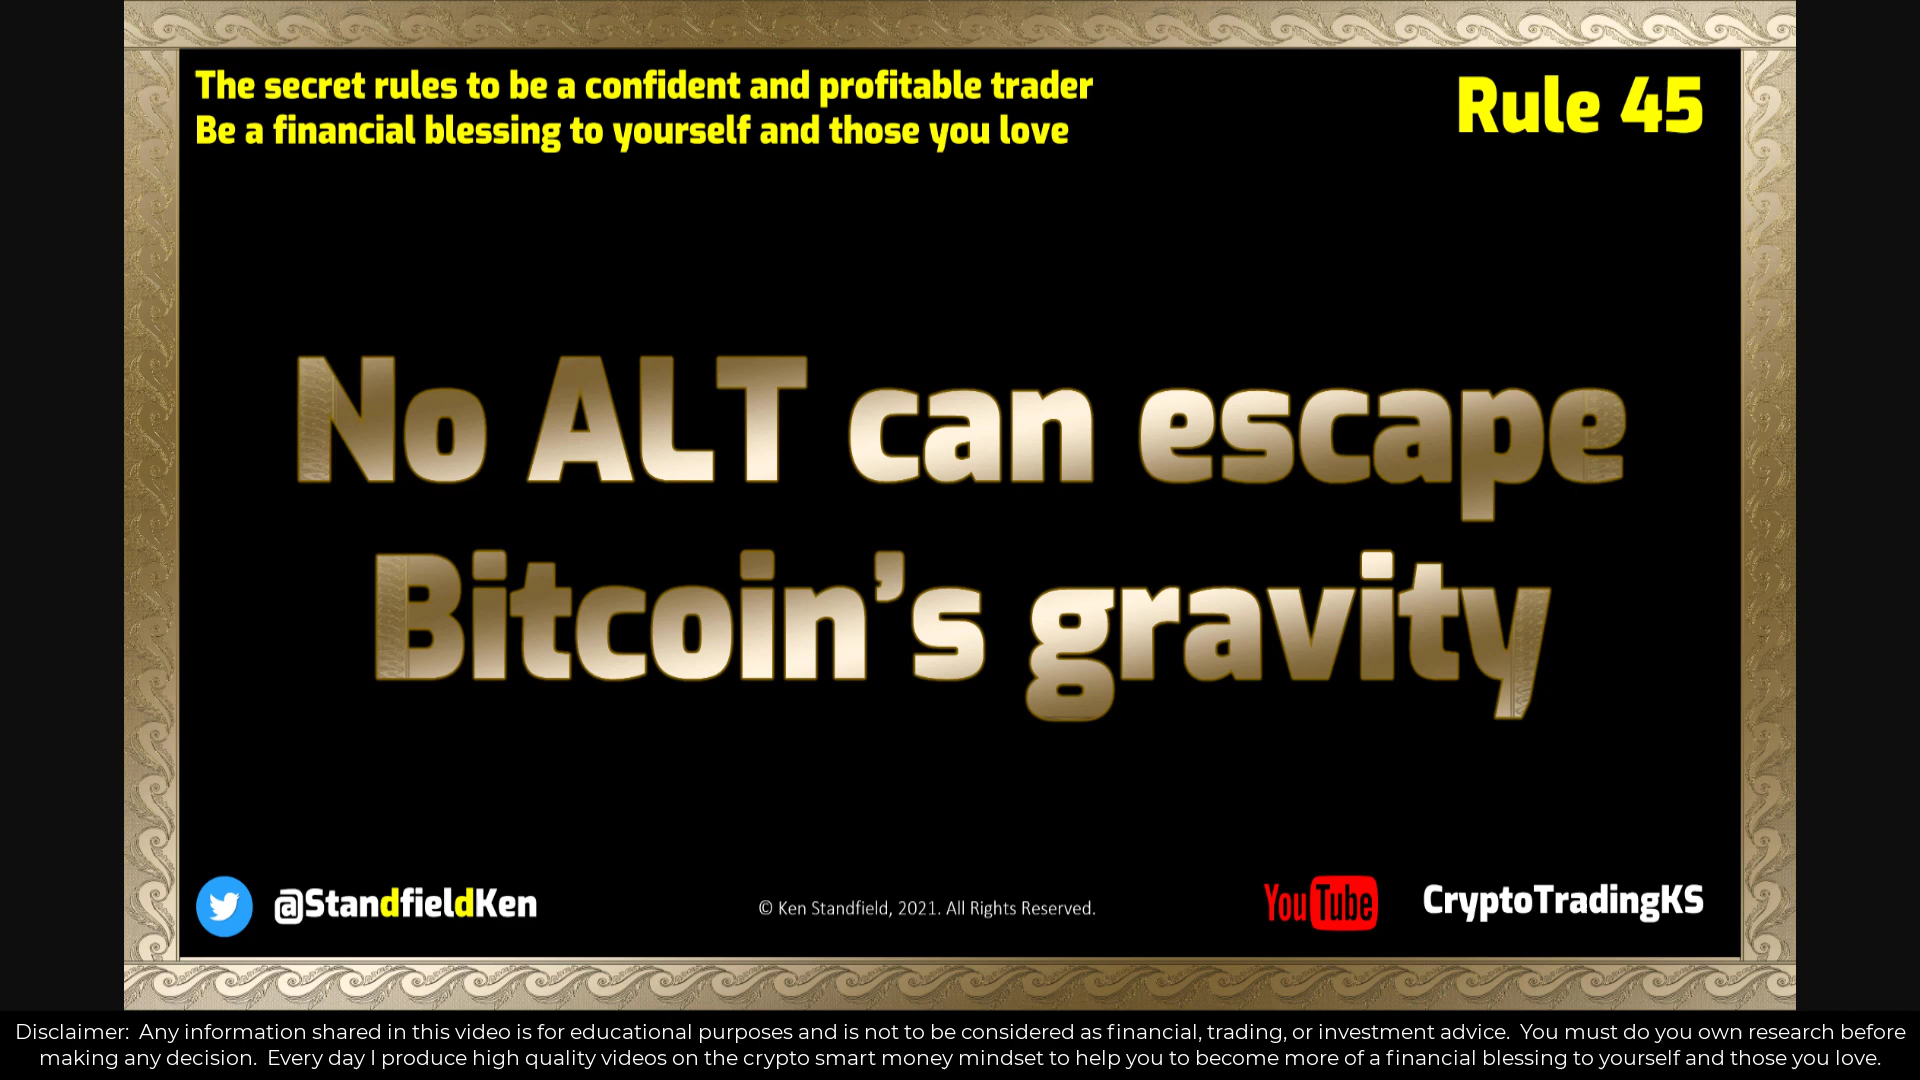 The secret rules to be a confident and profitable trader
Be a financial blessing to yourself and those you love
Rule 45
No ALT can escape
Bitcoin’s gravity
@StandfieldKen
© Ken Standfield, 2021. All Rights Reserved.
YouTube
CryptoTradingKS
Disclaimer:  Any information shared in this video is for educational purposes and is not to be considered as financial, trading, or investment advice.  You must do you own research before
making any decision.  Every day I produce high quality videos on the crypto smart money mindset to help you to become more of a financial blessing to yourself and those you love.